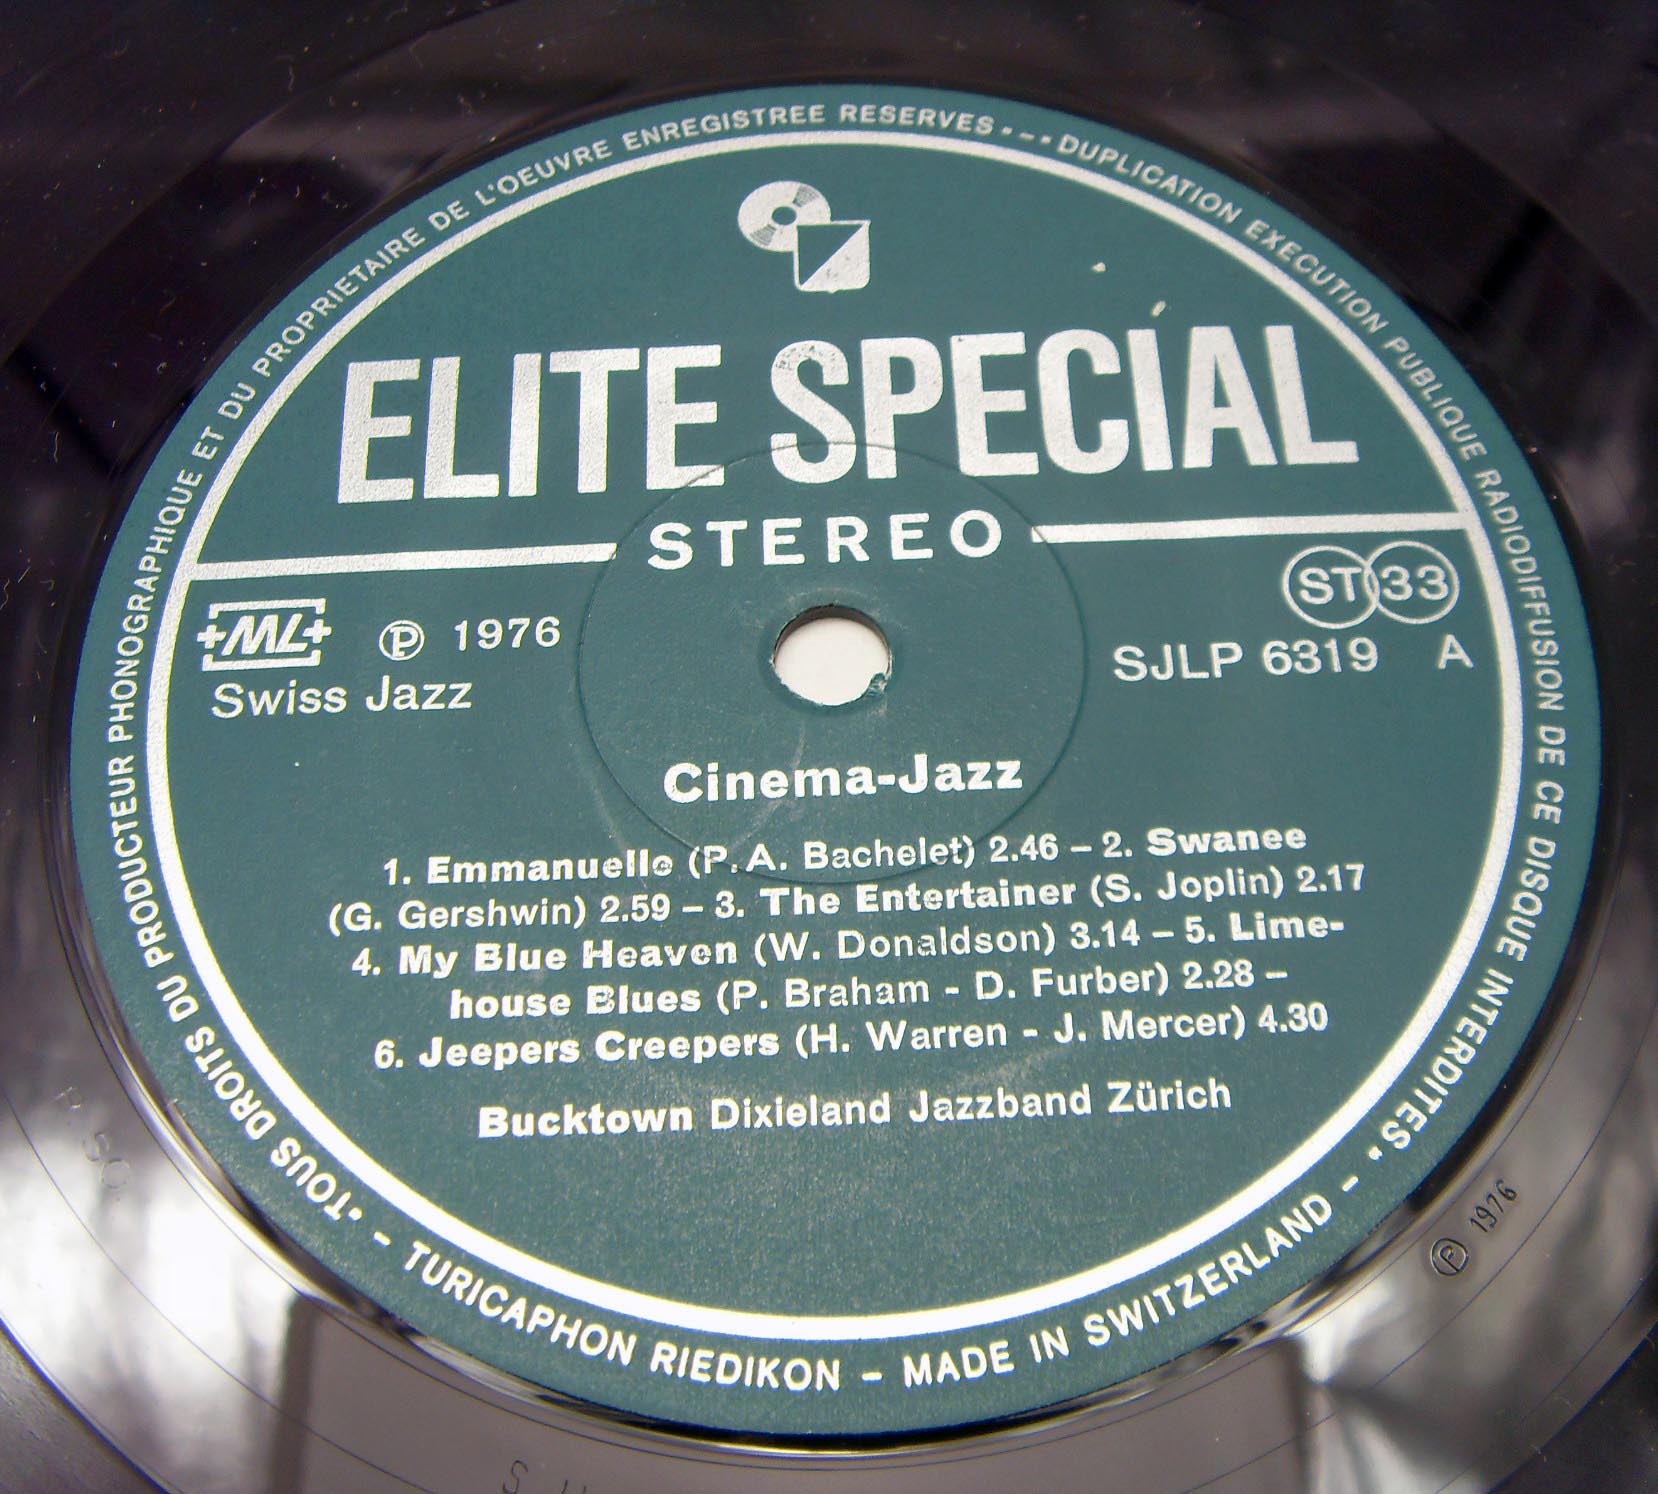 "TOUS DROITS DU PRODUCTEUR PHONOGRAPHIQUE ET DU PROPRIETAIRE DE L'OEUVRE ENREGISTREE RESERVES •–• DUPLICATION EXECUTION PUBLIQUE RADIODIFFUSION DE CE DISQUE INTERDITES".
ELITE SPECIAL
STEREO
ST 33
+ML+ Ⓟ 1976
SJLP 6319 A
Swiss Jazz
Cinema-Jazz
1. Emmanuelle (P. A. Bachelet) 2.46 – 2. Swanee
(G. Gershwin) 2.59 – 3. The Entertainer (S. Joplin) 2.17
4. My Blue Heaven (W. Donaldson) 3.14 – 5. Lime-
house Blues (P. Braham - D. Furber) 2.28 –
6. Jeepers Creepers (H. Warren - J. Mercer) 4.30
Bucktown Dixieland Jazzband Zürich
– TURICAPHON RIEDIKON – MADE IN SWITZERLAND –
Ⓟ 1976